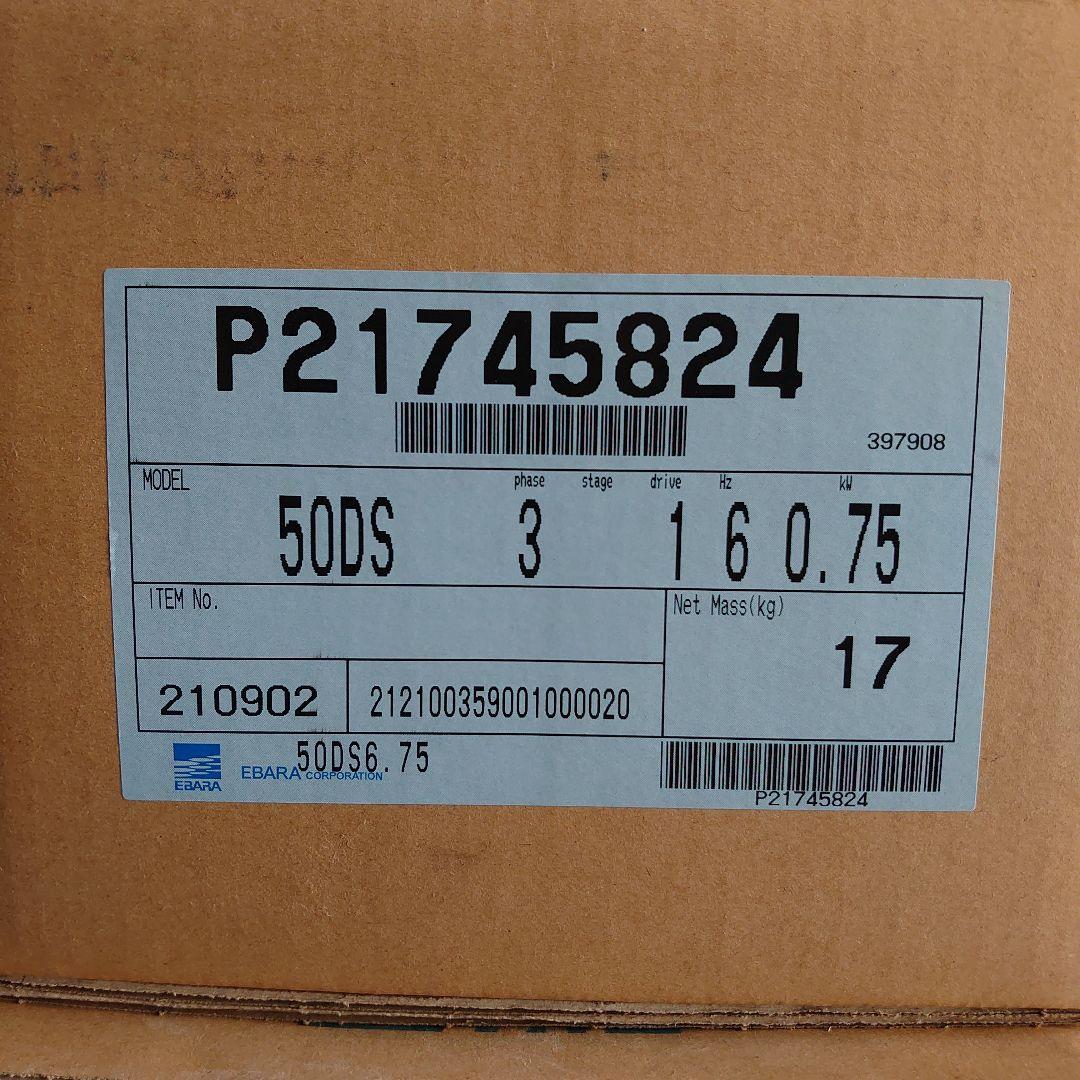 P21745824
397908
MODEL phase stage drive Hz kW
50DS 3 1 6 0.75
ITEM No.
Net Mass(kg)
17
210902 212100359001000020
50DS6.75
EBARA
EBARA CORPORATION
P21745824